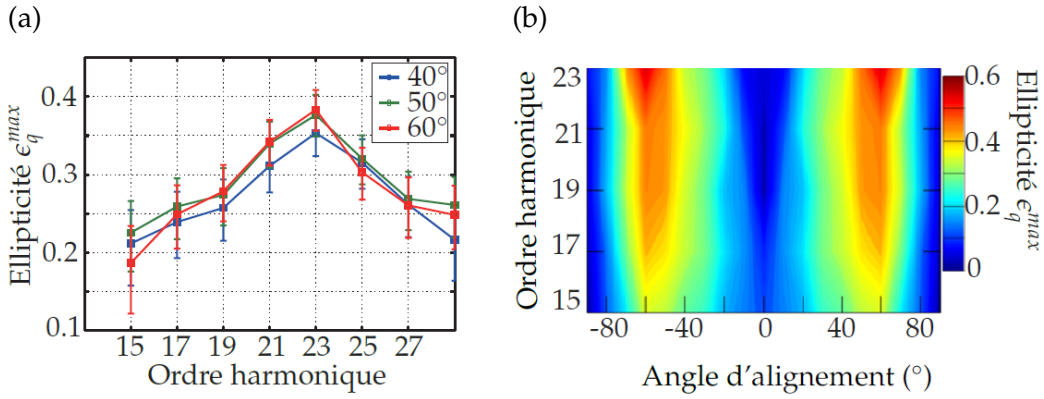 (a)
Ellipticité ϵ_q^max
0.4
0.3
0.2
0.1
40°
50°
60°
15 17 19 21 23 25 27
Ordre harmonique
(b)
Ordre harmonique
23
21
19
17
15
-80 -40 0 40 80
Angle d'alignement (°)
0.6
0.4
0.2
0
Ellipticité ϵ_q^max